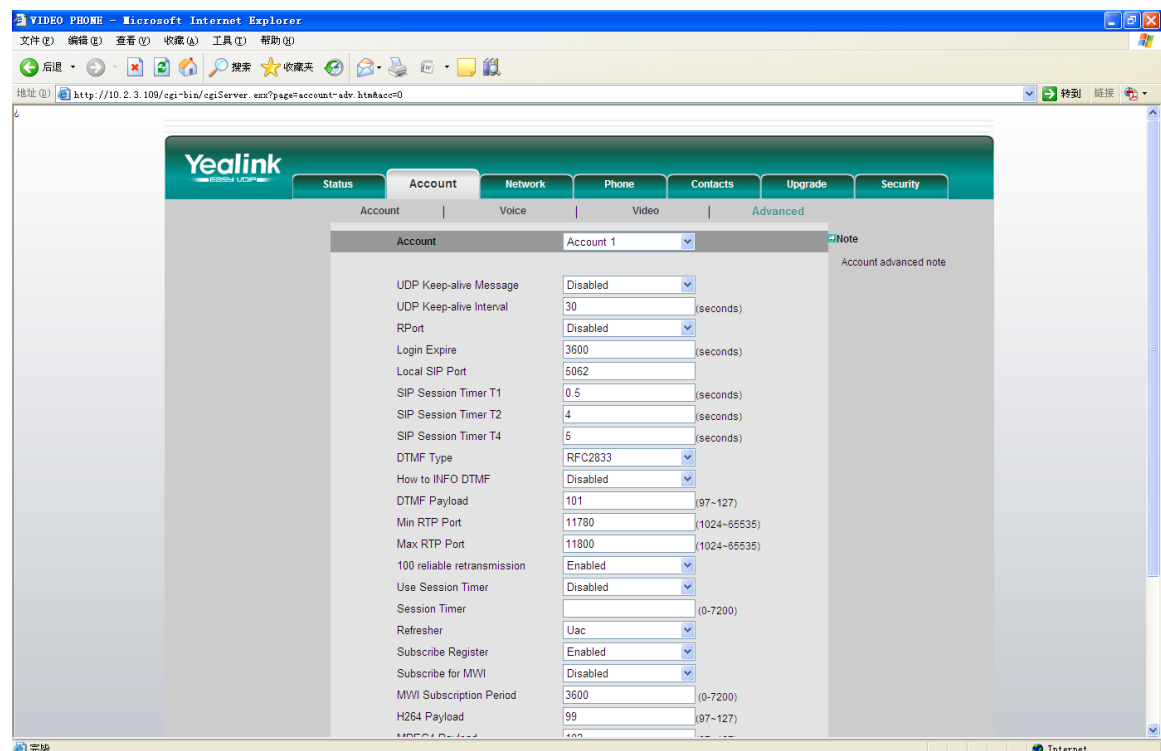 VIDEO PHONE - Microsoft Internet Explorer
文件(F) 编辑(E) 查看(V) 收藏(A) 工具(T) 帮助(H)
后退 搜索 收藏夹
地址(D) http://10.2.3.109/cgi-bin/cgiServer.exx?page=account-adv.htm&acc=0 转到 链接
¿
Yealink
EASY VOIP
Status Account Network Phone Contacts Upgrade Security
Account | Voice | Video | Advanced
Account Account 1 Note
Account advanced note
UDP Keep-alive Message Disabled
UDP Keep-alive Interval 30 (seconds)
RPort Disabled
Login Expire 3600 (seconds)
Local SIP Port 5062
SIP Session Timer T1 0.5 (seconds)
SIP Session Timer T2 4 (seconds)
SIP Session Timer T4 5 (seconds)
DTMF Type RFC2833
How to INFO DTMF Disabled
DTMF Payload 101 (97~127)
Min RTP Port 11780 (1024~65535)
Max RTP Port 11800 (1024~65535)
100 reliable retransmission Enabled
Use Session Timer Disabled
Session Timer (0-7200)
Refresher Uac
Subscribe Register Enabled
Subscribe for MWI Disabled
MWI Subscription Period 3600 (0-7200)
H264 Payload 99 (97~127)
完毕 Internet